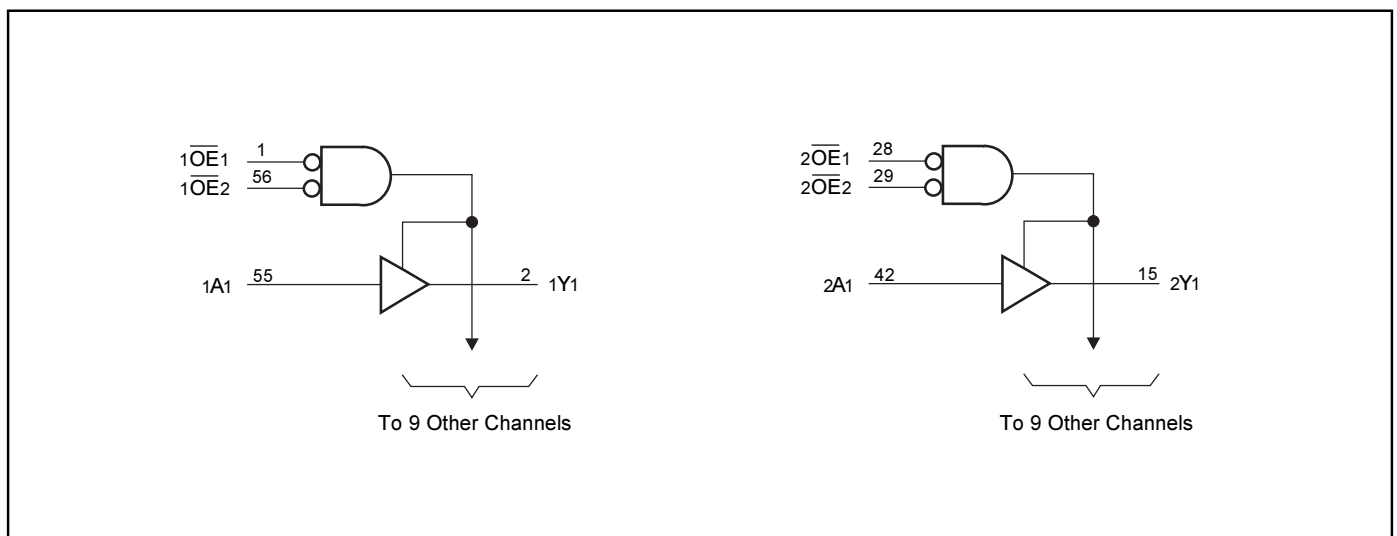 1OE1 1
1OE2 56
1A1 55
2 1Y1
To 9 Other Channels
2OE1 28
2OE2 29
2A1 42
15 2Y1
To 9 Other Channels